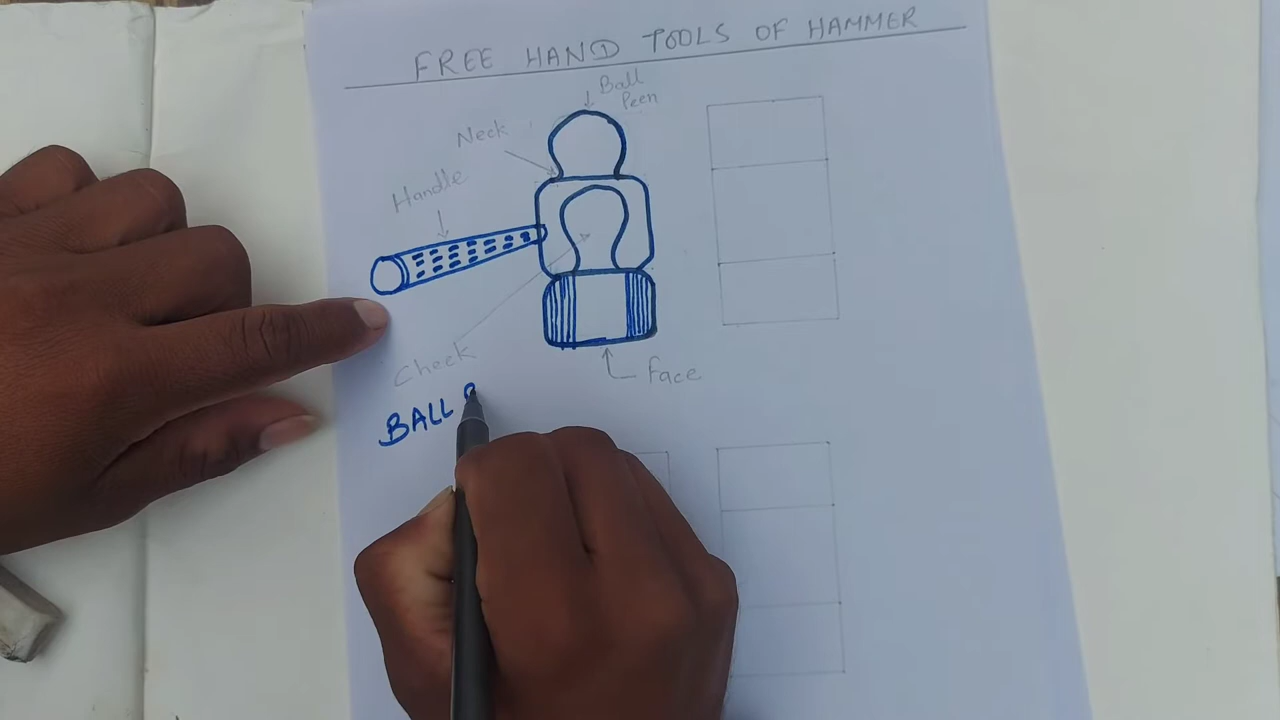 FREE HAND TOOLS OF HAMMER
Ball
Peen
Neck
Handle
Cheek
Face
BALL